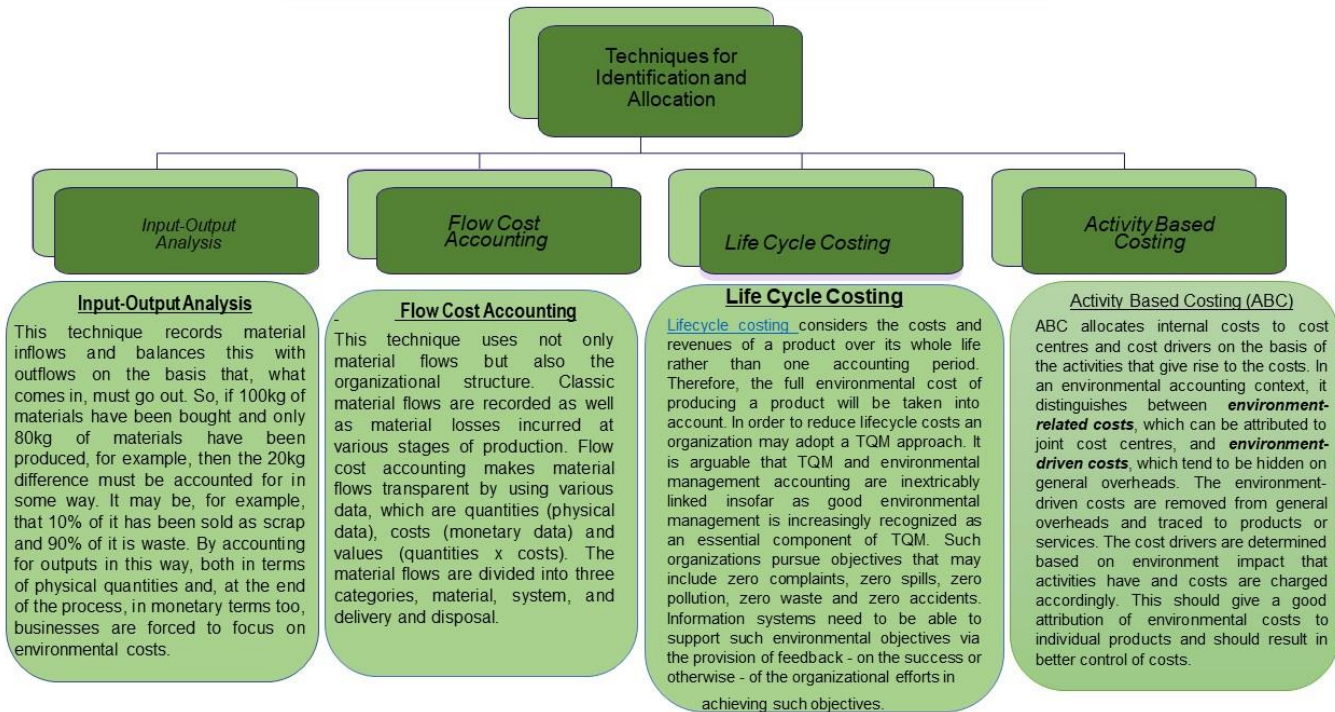 Techniques for
Identification and
Allocation
Input-Output
Analysis
Flow Cost
Accounting
Life Cycle Costing
Activity Based
Costing
Input-Output Analysis
This technique records material
inflows and balances this with
outflows on the basis that, what
comes in, must go out. So, if 100kg of
materials have been bought and only
80kg of materials have been
produced, for example, then the 20kg
difference must be accounted for in
some way. It may be, for example,
that 10% of it has been sold as scrap
and 90% of it is waste. By accounting
for outputs in this way, both in terms
of physical quantities and, at the end
of the process, in monetary terms too,
businesses are forced to focus on
environmental costs.
Flow Cost Accounting
This technique uses not only
material flows but also the
organizational structure. Classic
material flows are recorded as well
as material losses incurred at
various stages of production. Flow
cost accounting makes material
flows transparent by using various
data, which are quantities (physical
data), costs (monetary data) and
values (quantities x costs). The
material flows are divided into three
categories, material, system, and
delivery and disposal.
Life Cycle Costing
Lifecycle costing considers the costs and
revenues of a product over its whole life
rather than one accounting period.
Therefore, the full environmental cost of
producing a product will be taken into
account. In order to reduce lifecycle costs an
organization may adopt a TQM approach. It
is arguable that TQM and environmental
management accounting are inextricably
linked insofar as good environmental
management is increasingly recognized as
an essential component of TQM. Such
organizations pursue objectives that may
include zero complaints, zero spills, zero
pollution, zero waste and zero accidents.
Information systems need to be able to
support such environmental objectives via
the provision of feedback - on the success or
otherwise - of the organizational efforts in
achieving such objectives.
Activity Based Costing (ABC)
ABC allocates internal costs to cost
centres and cost drivers on the basis of
the activities that give rise to the costs. In
an environmental accounting context, it
distinguishes between environment-
related costs, which can be attributed to
joint cost centres, and environment-
driven costs, which tend to be hidden on
general overheads. The environment-
driven costs are removed from general
overheads and traced to products or
services. The cost drivers are determined
based on environment impact that
activities have and costs are charged
accordingly. This should give a good
attribution of environmental costs to
individual products and should result in
better control of costs.